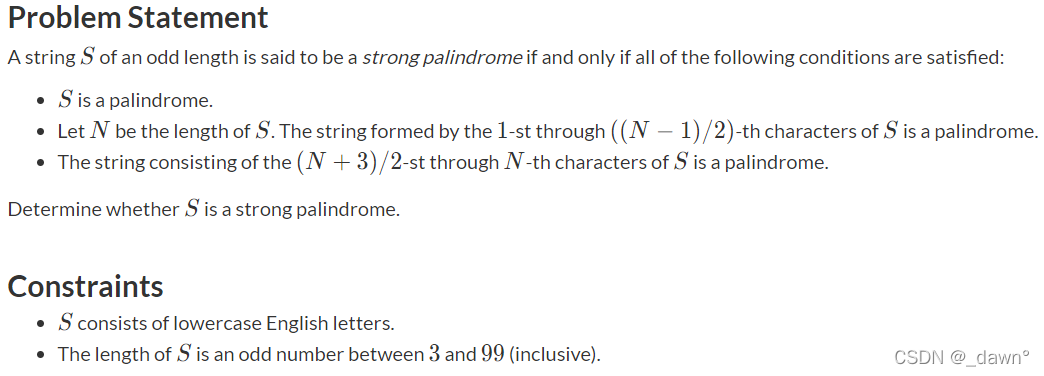 Problem Statement
A string S of an odd length is said to be a strong palindrome if and only if all of the following conditions are satisfied:
• S is a palindrome.
• Let N be the length of S. The string formed by the 1-st through ((N − 1)/2)-th characters of S is a palindrome.
• The string consisting of the (N + 3)/2-st through N-th characters of S is a palindrome.
Determine whether S is a strong palindrome.
Constraints
• S consists of lowercase English letters.
• The length of S is an odd number between 3 and 99 (inclusive).
CSDN @_dawn°